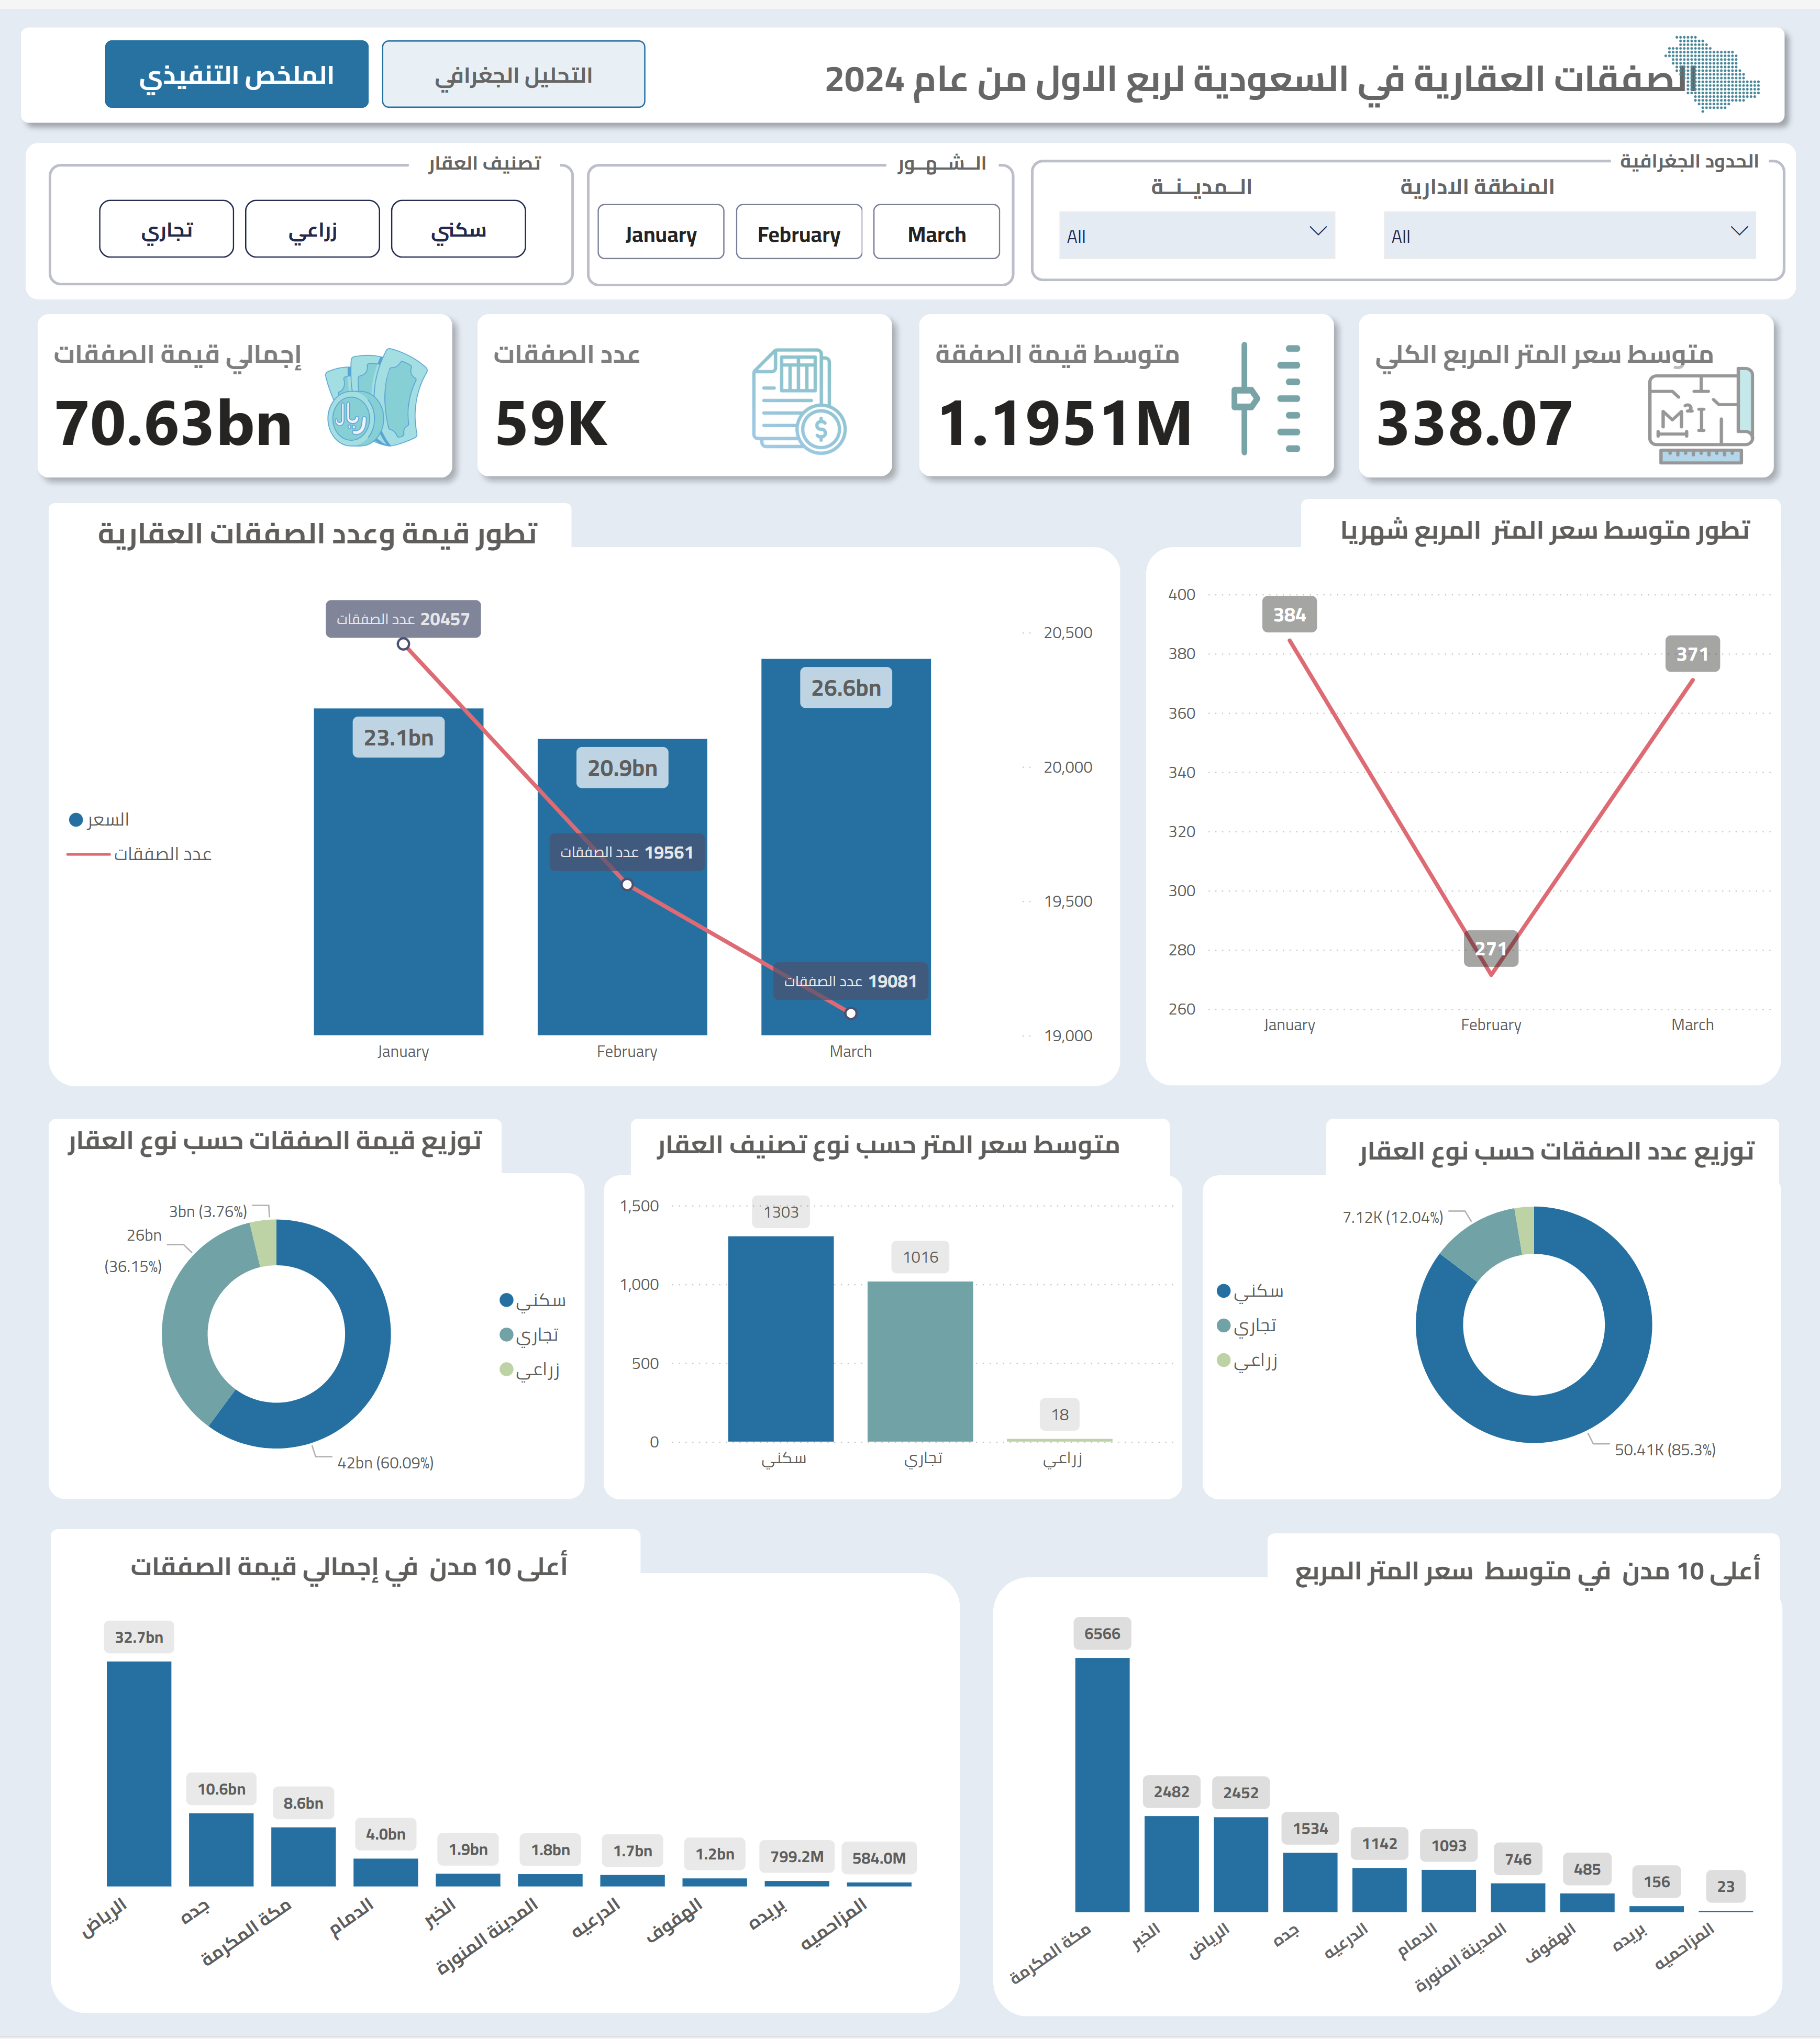 الصفقات العقارية في السعودية لربع الاول من عام 2024
التحليل الجغرافي
الملخص التنفيذي
الحدود الجغرافية
المنطقة الادارية
All
الــمديــنــة
All
الــشــهــور
January
February
March
تصنيف العقار
سكني
زراعي
تجاري
متوسط سعر المتر المربع الكلي
338.07
M² I
متوسط قيمة الصفقة
1.1951M
عدد الصفقات
59K
$
إجمالي قيمة الصفقات
70.63bn
ريال
تطور متوسط سعر المتر المربع شهريا
400
380
360
340
320
300
280
260
384
271
371
January
February
March
تطور قيمة وعدد الصفقات العقارية
السعر
عدد الصفقات
20457 عدد الصفقات
19561 عدد الصفقات
19081 عدد الصفقات
23.1bn
20.9bn
26.6bn
20,500
20,000
19,500
19,000
January
February
March
توزيع عدد الصفقات حسب نوع العقار
7.12K (12.04%)
50.41K (85.3%)
سكني
تجاري
زراعي
متوسط سعر المتر حسب نوع تصنيف العقار
1,500
1,000
500
0
1303
1016
18
سكني
تجاري
زراعي
توزيع قيمة الصفقات حسب نوع العقار
3bn (3.76%)
26bn
(36.15%)
42bn (60.09%)
سكني
تجاري
زراعي
أعلى 10 مدن في متوسط سعر المتر المربع
6566
2482
2452
1534
1142
1093
746
485
156
23
مكة المكرمة
الخبر
الرياض
جده
الدرعيه
الدمام
المدينة المنورة
الهفوف
بريده
المزاحميه
أعلى 10 مدن في إجمالي قيمة الصفقات
32.7bn
10.6bn
8.6bn
4.0bn
1.9bn
1.8bn
1.7bn
1.2bn
799.2M
584.0M
الرياض
جده
مكة المكرمة
الدمام
الخبر
المدينة المنورة
الدرعيه
الهفوف
بريده
المزاحميه